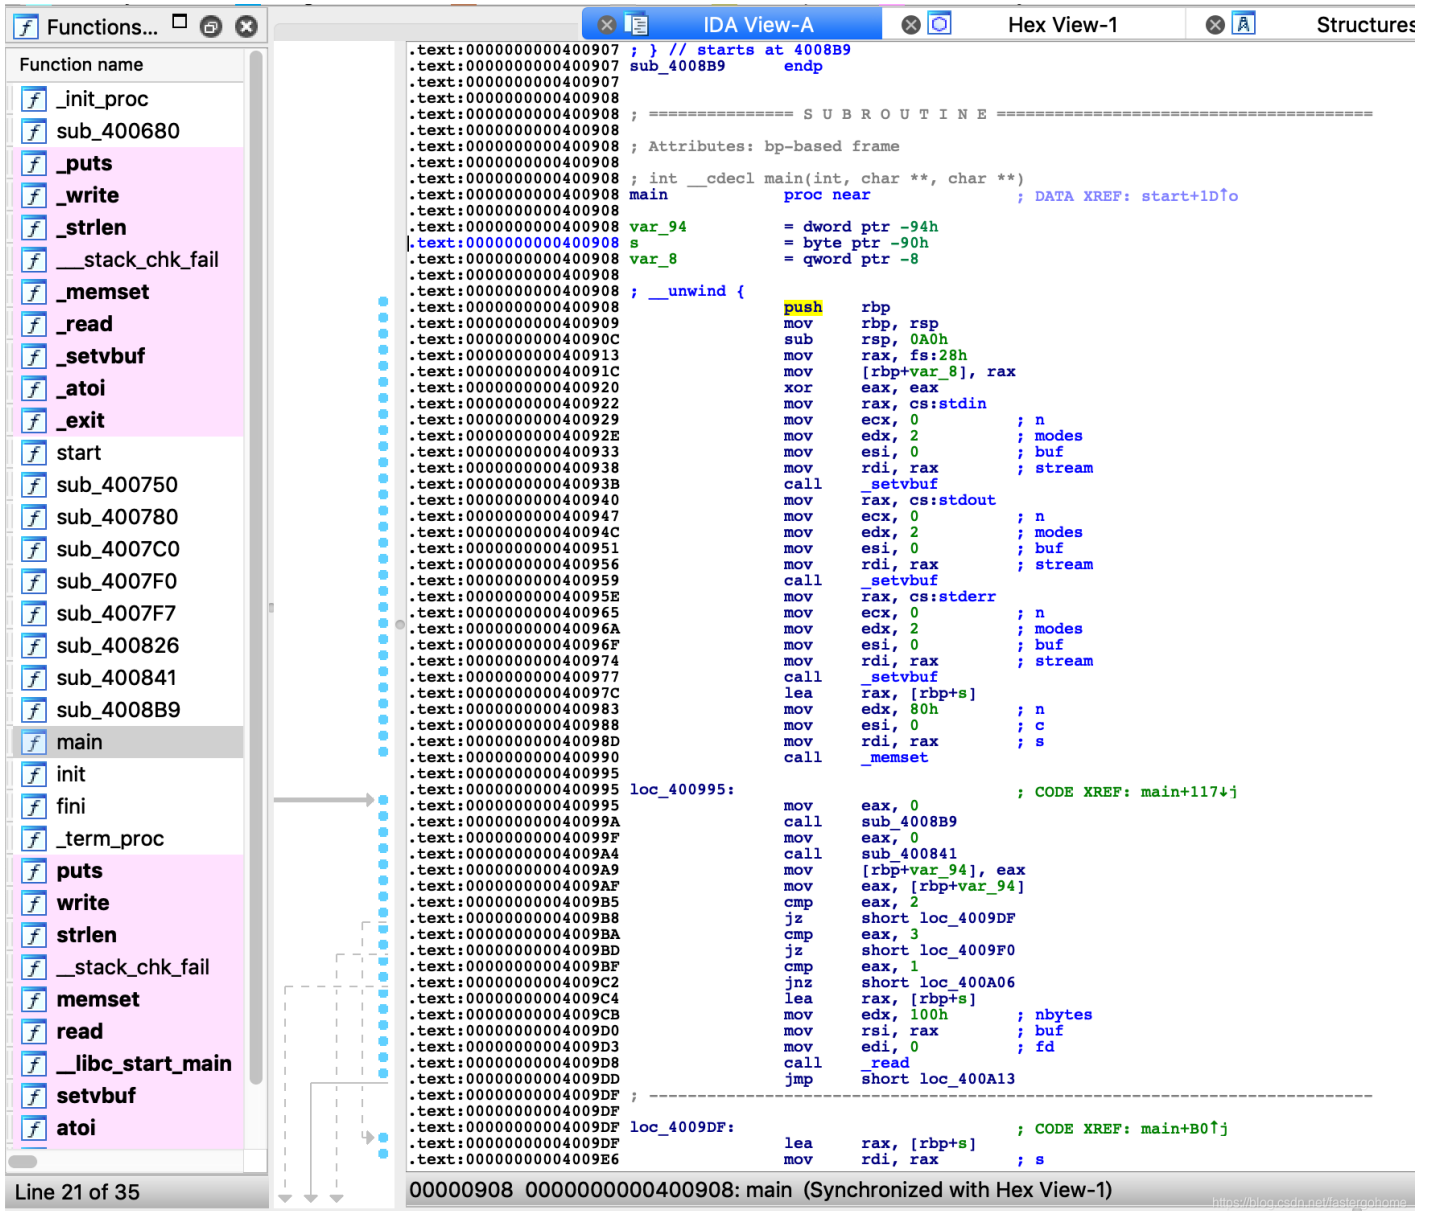 Functions...
IDA View-A
Hex View-1
Structures
Function name
_init_proc
sub_400680
_puts
_write
_strlen
___stack_chk_fail
_memset
_read
_setvbuf
_atoi
_exit
start
sub_400750
sub_400780
sub_4007C0
sub_4007F0
sub_4007F7
sub_400826
sub_400841
sub_4008B9
main
init
fini
_term_proc
puts
write
strlen
__stack_chk_fail
memset
read
__libc_start_main
setvbuf
atoi
Line 21 of 35
.text:0000000000400907 ; } // starts at 4008B9
.text:0000000000400907 sub_4008B9 endp
.text:0000000000400907
.text:0000000000400908
.text:0000000000400908 ; =============== S U B R O U T I N E =======================================
.text:0000000000400908
.text:0000000000400908 ; Attributes: bp-based frame
.text:0000000000400908
.text:0000000000400908 ; int __cdecl main(int, char **, char **)
.text:0000000000400908 main proc near ; DATA XREF: start+1D↑o
.text:0000000000400908
.text:0000000000400908 var_94 = dword ptr -94h
.text:0000000000400908 s = byte ptr -90h
.text:0000000000400908 var_8 = qword ptr -8
.text:0000000000400908
.text:0000000000400908 ; __unwind {
.text:0000000000400908 push rbp
.text:0000000000400909 mov rbp, rsp
.text:000000000040090C sub rsp, 0A0h
.text:0000000000400913 mov rax, fs:28h
.text:000000000040091C mov [rbp+var_8], rax
.text:0000000000400920 xor eax, eax
.text:0000000000400922 mov rax, cs:stdin
.text:0000000000400929 mov ecx, 0 ; n
.text:000000000040092E mov edx, 2 ; modes
.text:0000000000400933 mov esi, 0 ; buf
.text:0000000000400938 mov rdi, rax ; stream
.text:000000000040093B call _setvbuf
.text:0000000000400940 mov rax, cs:stdout
.text:0000000000400947 mov ecx, 0 ; n
.text:000000000040094C mov edx, 2 ; modes
.text:0000000000400951 mov esi, 0 ; buf
.text:0000000000400956 mov rdi, rax ; stream
.text:0000000000400959 call _setvbuf
.text:000000000040095E mov rax, cs:stderr
.text:0000000000400965 mov ecx, 0 ; n
.text:000000000040096A mov edx, 2 ; modes
.text:000000000040096F mov esi, 0 ; buf
.text:0000000000400974 mov rdi, rax ; stream
.text:0000000000400977 call _setvbuf
.text:000000000040097C lea rax, [rbp+s]
.text:0000000000400983 mov edx, 80h ; n
.text:0000000000400988 mov esi, 0 ; c
.text:000000000040098D mov rdi, rax ; s
.text:0000000000400990 call _memset
.text:0000000000400995
.text:0000000000400995 loc_400995: ; CODE XREF: main+117↓j
.text:0000000000400995 mov eax, 0
.text:000000000040099A call sub_4008B9
.text:000000000040099F mov eax, 0
.text:00000000004009A4 call sub_400841
.text:00000000004009A9 mov [rbp+var_94], eax
.text:00000000004009AF mov eax, [rbp+var_94]
.text:00000000004009B5 cmp eax, 2
.text:00000000004009B8 jz short loc_4009DF
.text:00000000004009BA cmp eax, 3
.text:00000000004009BD jz short loc_4009F0
.text:00000000004009BF cmp eax, 1
.text:00000000004009C2 jnz short loc_400A06
.text:00000000004009C4 lea rax, [rbp+s]
.text:00000000004009CB mov edx, 100h ; nbytes
.text:00000000004009D0 mov rsi, rax ; buf
.text:00000000004009D3 mov edi, 0 ; fd
.text:00000000004009D8 call _read
.text:00000000004009DD jmp short loc_400A13
.text:00000000004009DF ; ---------------------------------------------------------------------------
.text:00000000004009DF
.text:00000000004009DF loc_4009DF: ; CODE XREF: main+B0↑j
.text:00000000004009DF lea rax, [rbp+s]
.text:00000000004009E6 mov rdi, rax ; s
00000908 0000000000400908: main (Synchronized with Hex View-1)
https://blog.csdn.net/fastergohome